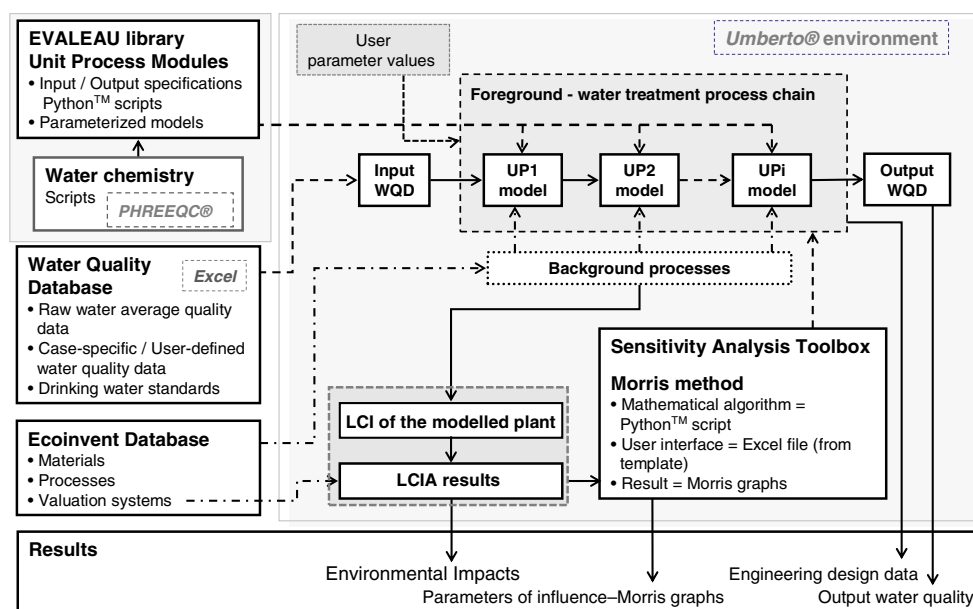 EVALEAU library
Unit Process Modules
• Input / Output specifications
Python™ scripts
• Parameterized models
Water chemistry
Scripts
PHREEQC®
Water Quality
Database
Excel
• Raw water average quality
data
• Case-specific / User-defined
water quality data
• Drinking water standards
Ecoinvent Database
• Materials
• Processes
• Valuation systems
User
parameter values
Umberto® environment
Foreground - water treatment process chain
Input
WQD
UP1
model
UP2
model
UPi
model
Output
WQD
Background processes
LCI of the modelled plant
LCIA results
Sensitivity Analysis Toolbox
Morris method
• Mathematical algorithm =
Python™ script
• User interface = Excel file (from
template)
• Result = Morris graphs
Results
Environmental Impacts
Parameters of influence–Morris graphs
Engineering design data
Output water quality